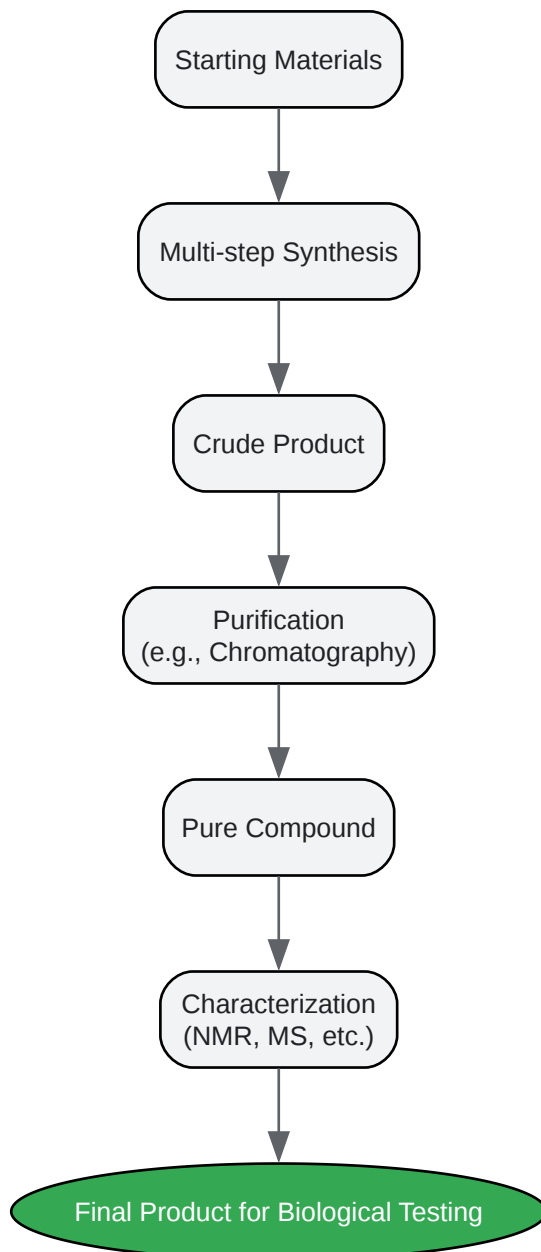 Starting Materials
Multi-step Synthesis
Crude Product
Purification
(e.g., Chromatography)
Pure Compound
Characterization
(NMR, MS, etc.)
Final Product for Biological Testing